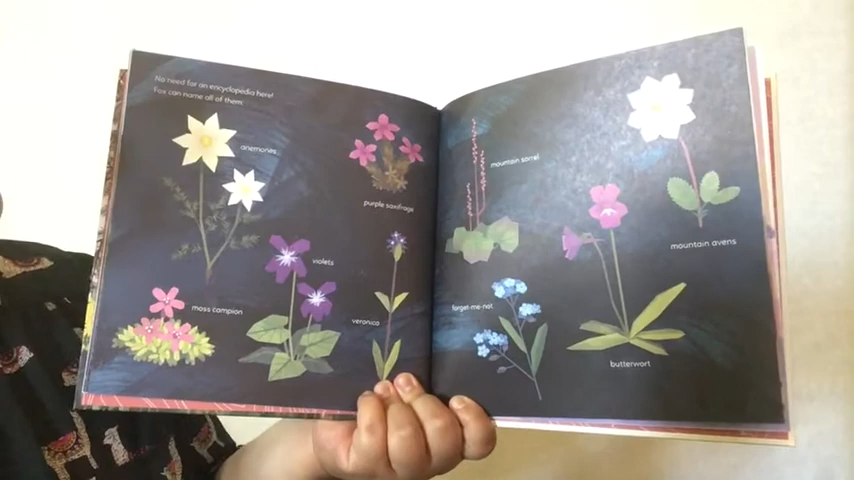 No need for an encyclopedia here!
Fox can name all of them.
anemones
purple saxifrage
violets
moss campion
veronica
mountain sorrel
mountain avens
forget-me-not
butterwort